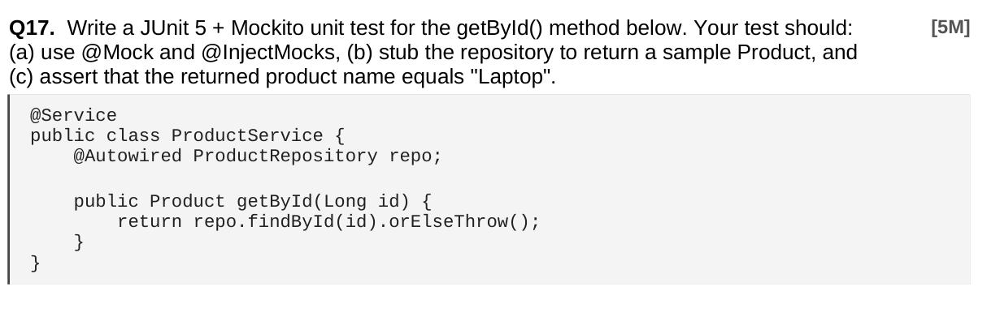 Q17. Write a JUnit 5 + Mockito unit test for the getById() method below. Your test should: [5M]
(a) use @Mock and @InjectMocks, (b) stub the repository to return a sample Product, and
(c) assert that the returned product name equals "Laptop".
@Service
public class ProductService {
    @Autowired ProductRepository repo;

    public Product getById(Long id) {
        return repo.findById(id).orElseThrow();
    }
}